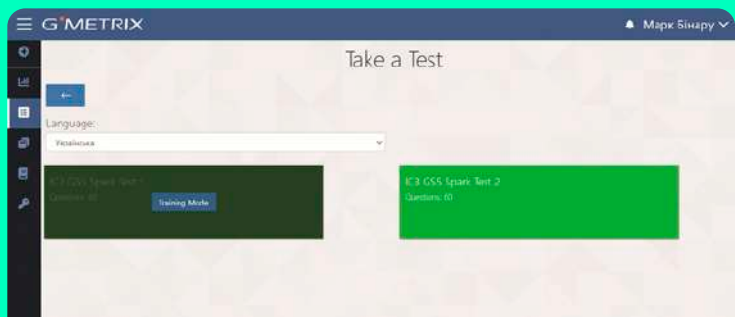 G*METRIX
Марк Бінару
Take a Test
←
Language:
Українська
IC3 GS5 Spark Test 1
Questions: 60
Training Mode
IC3 GS5 Spark Test 2
Questions: 60